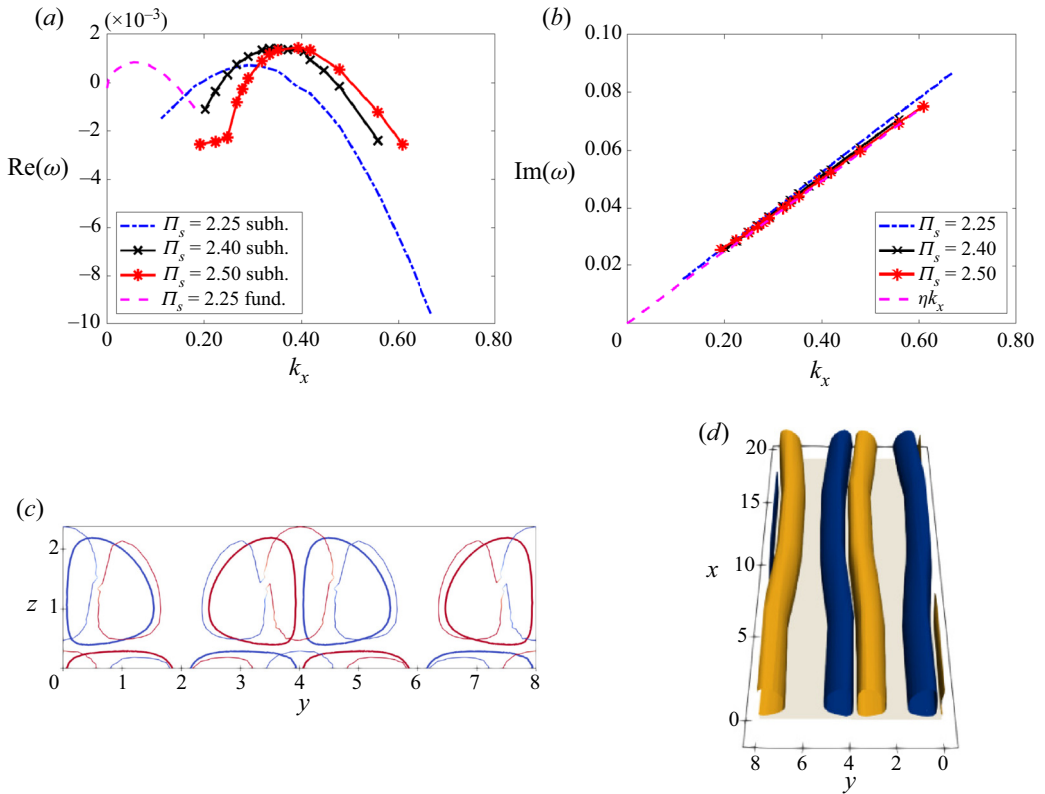 (a)
(×10⁻³)
2
0
−2
−4
−6
−8
−10
Re(ω)
Π_s = 2.25 subh.
Π_s = 2.40 subh.
Π_s = 2.50 subh.
Π_s = 2.25 fund.
0 0.20 0.40 0.60 0.80
k_x
(b)
0.10
0.08
0.06
0.04
0.02
Im(ω)
Π_s = 2.25
Π_s = 2.40
Π_s = 2.50
ηk_x
0 0.20 0.40 0.60 0.80
k_x
(c)
2
z
1
0
0 1 2 3 4 5 6 7 8
y
(d)
20
15
x
10
5
0
8 6 4 2 0
y